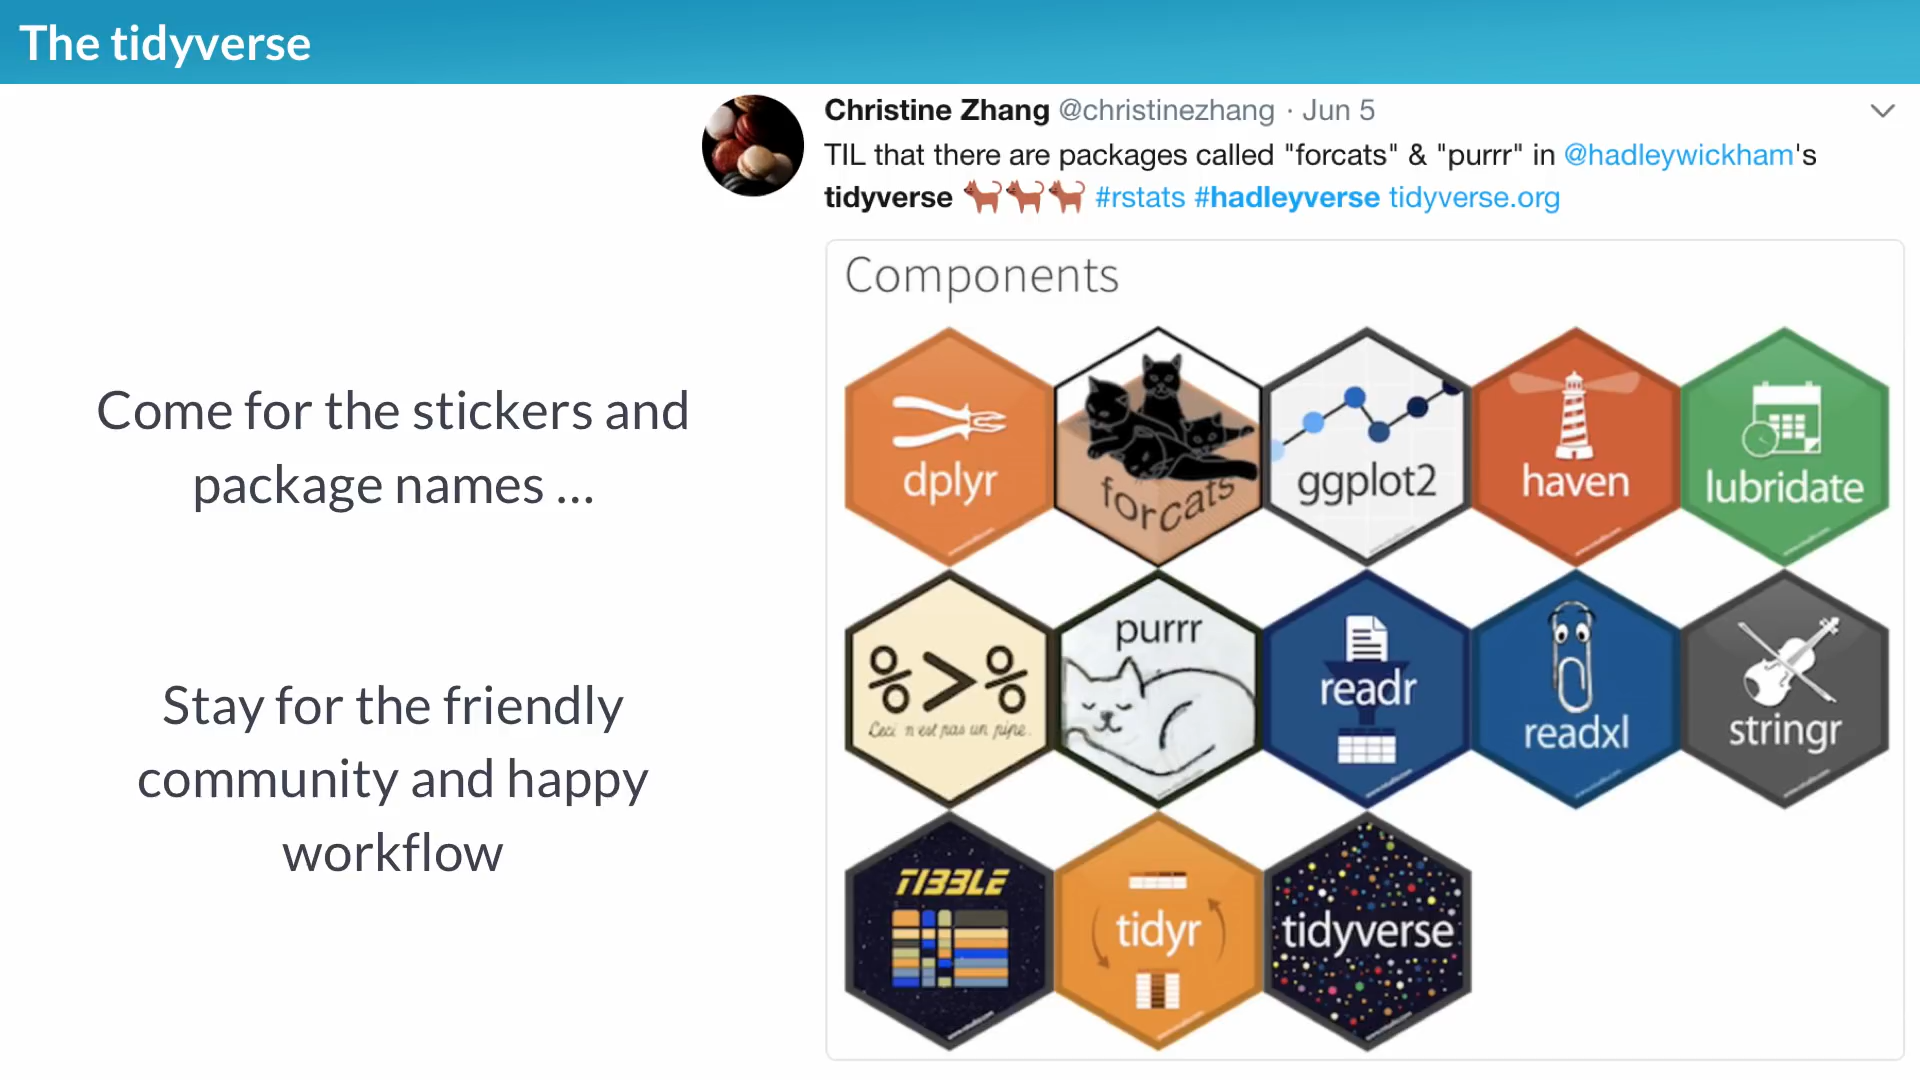 The tidyverse
Come for the stickers and
package names ...
Stay for the friendly
community and happy
workflow
Christine Zhang @christinezhang · Jun 5
TIL that there are packages called "forcats" & "purrr" in @hadleywickham's
tidyverse 🐈🐈🐈 #rstats #hadleyverse tidyverse.org
Components
dplyr
forcats
ggplot2
haven
lubridate
%>%
Ceci n'est pas un pipe.
purrr
readr
readxl
stringr
TIBBLE
tidyr
tidyverse